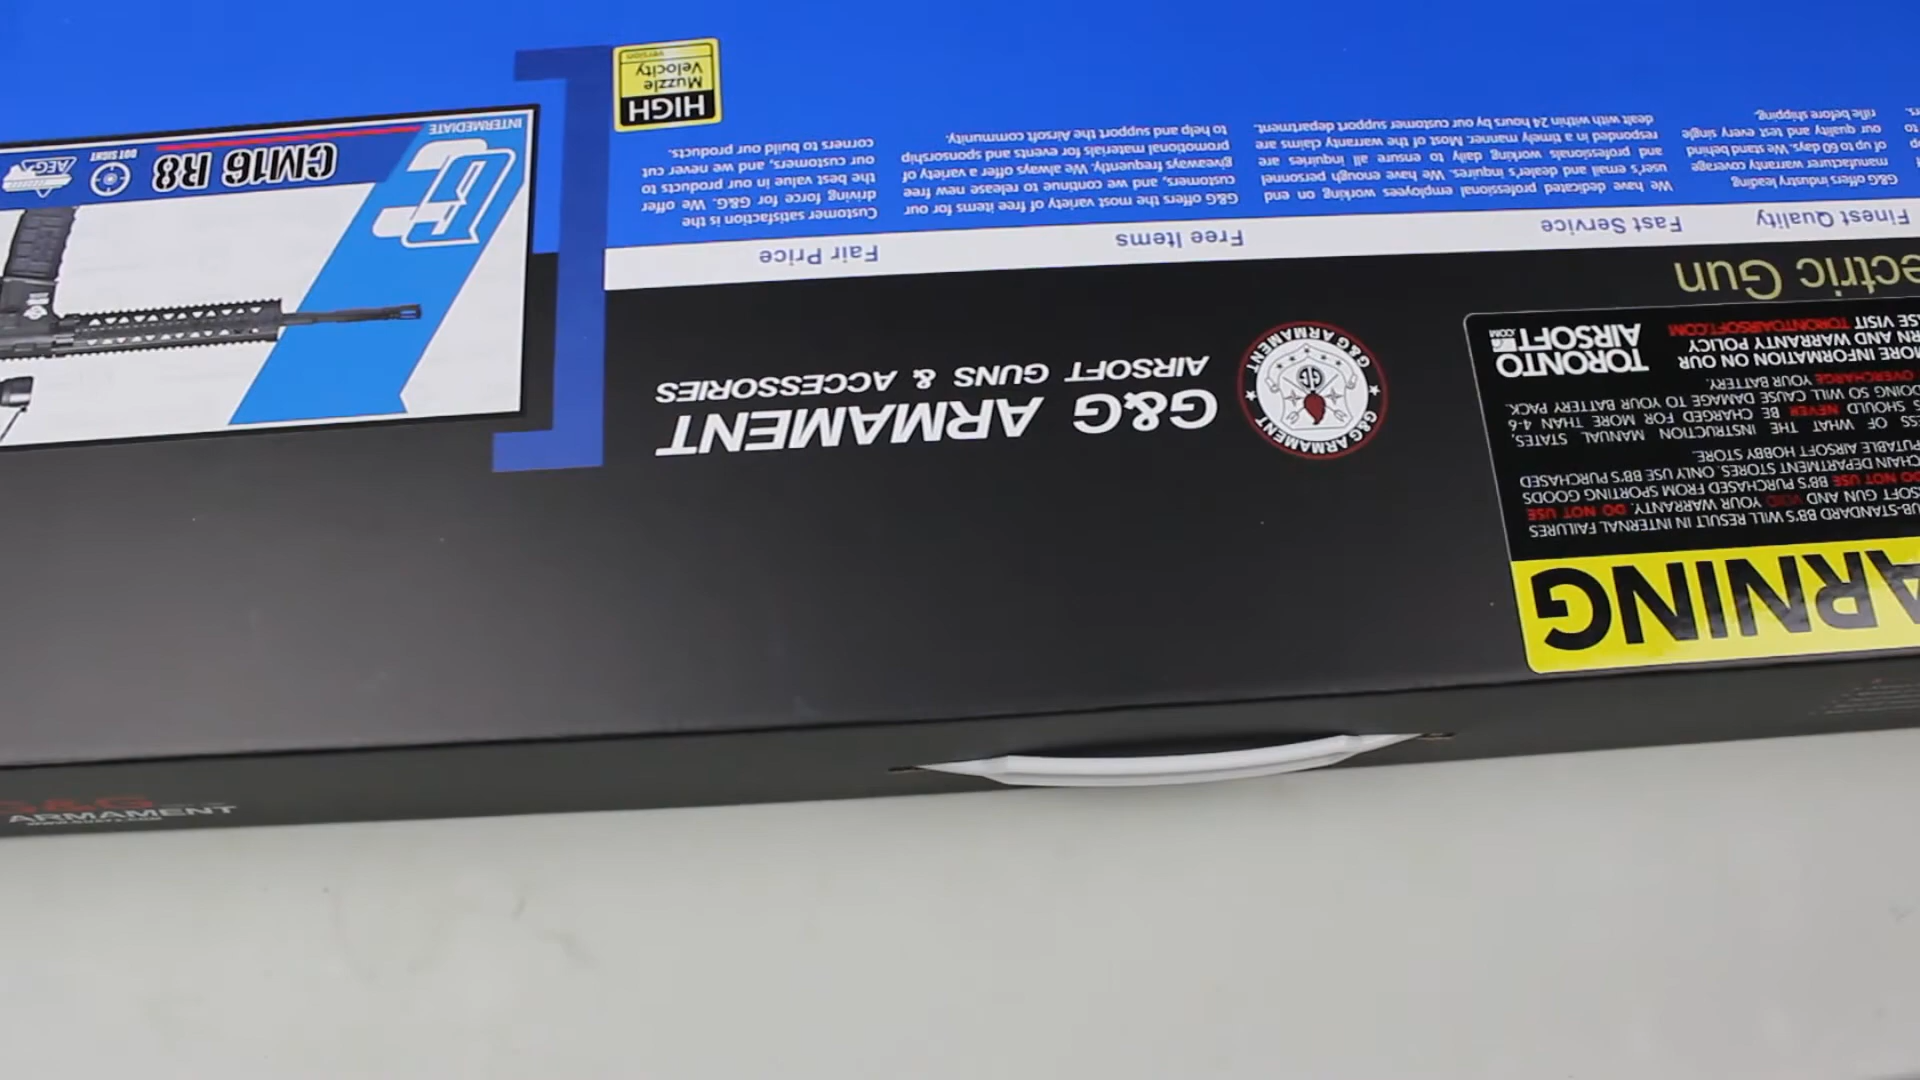 WARNING
SUB-STANDARD BB'S WILL RESULT IN INTERNAL FAILURES
AND VOID YOUR WARRANTY. DO NOT USE
DO NOT USE BB'S PURCHASED FROM SPORTING GOODS
CHAIN DEPARTMENT STORES. ONLY USE BB'S PURCHASED
AIRSOFT HOBBY STORE.
OF WHAT THE INSTRUCTION MANUAL STATES,
SHOULD NEVER BE CHARGED FOR MORE THAN 4-6
DOING SO WILL CAUSE DAMAGE TO YOUR BATTERY PACK.
OVERCHARGE YOUR BATTERY.
MORE INFORMATION ON OUR
AND WARRANTY POLICY
VISIT TORONTOAIRSOFT.COM
TORONTO
AIRSOFT
.COM
Electric Gun
G&G ARMAMENT
G&G ARMAMENT
G&G ARMAMENT
AIRSOFT GUNS & ACCESSORIES
Finest Quality
G&G offers industry leading
manufacturer warranty coverage
of up to 60 days. We stand behind
our quality and test every single
rifle before shipping.
Fast Service
We have dedicated professional employees working on end
user's email and dealer's inquires. We have enough personnel
and professionals working daily to ensure all inquiries are
responded in a timely manner. Most of the warranty claims are
dealt with within 24 hours by our customer support department.
Free Items
G&G offers the most variety of free items for our
customers, and we continue to release new free
giveaways frequently. We always offer a variety of
promotional materials for events and sponsorship
to help and support the Airsoft community.
Fair Price
Customer satisfaction is the
driving force for G&G. We offer
the best value in our products to
our customers, and we never cut
corners to build our products.
HIGH
Muzzle
Velocity
version
INTERMEDIATE
CM16 R8
DOT SIGHT
AEG
G&G
ARMAMENT